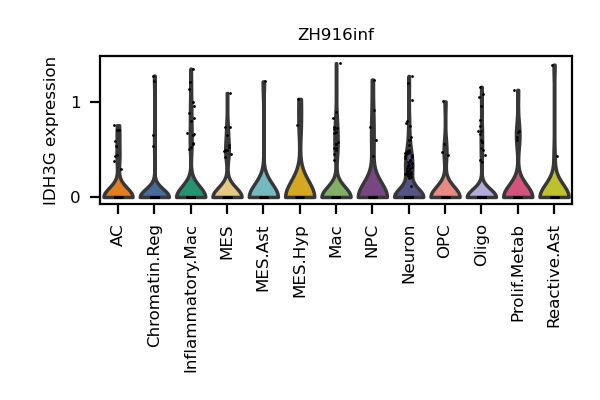 ZH916inf
IDH3G expression
1
0
AC
Chromatin.Reg
Inflammatory.Mac
MES
MES.Ast
MES.Hyp
Mac
NPC
Neuron
OPC
Oligo
Prolif.Metab
Reactive.Ast